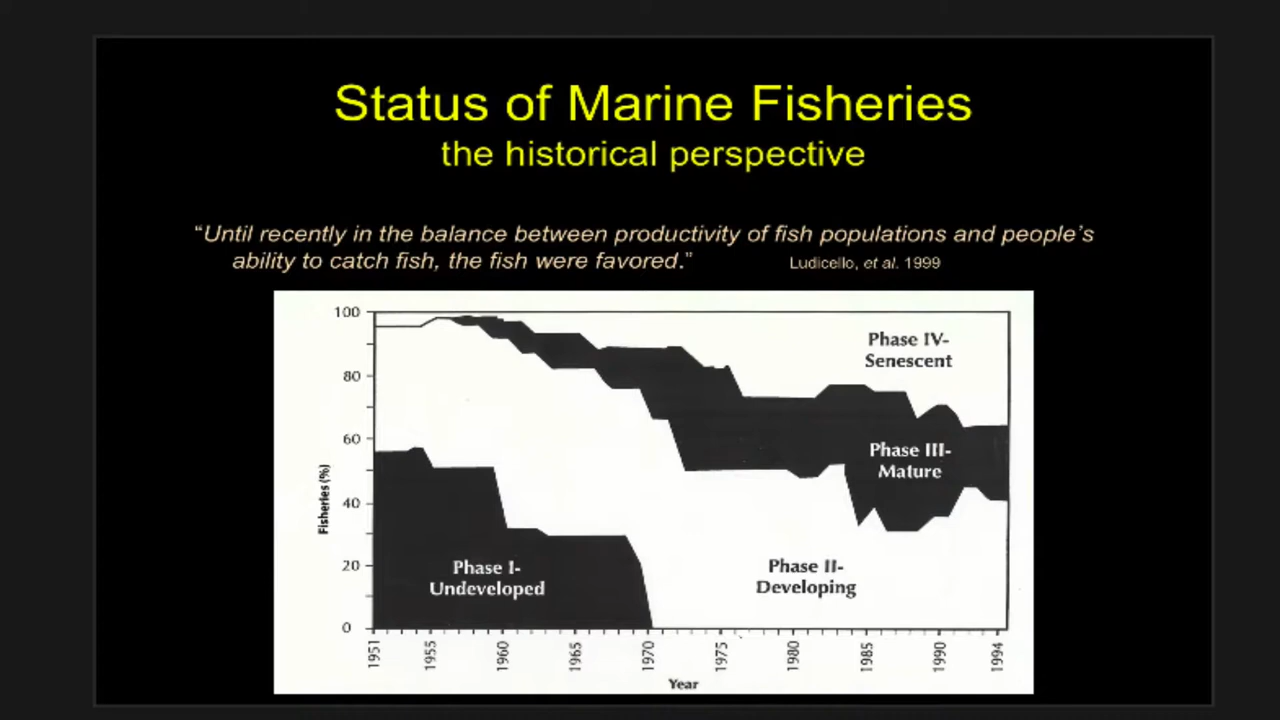 Status of Marine Fisheries
the historical perspective
“Until recently in the balance between productivity of fish populations and people’s
ability to catch fish, the fish were favored.” Ludicello, et al. 1999
100
80
60
40
20
0
Fisheries (%)
Phase IV-
Senescent
Phase III-
Mature
Phase I-
Undeveloped
Phase II-
Developing
1951 1955 1960 1965 1970 1975 1980 1985 1990 1994
Year